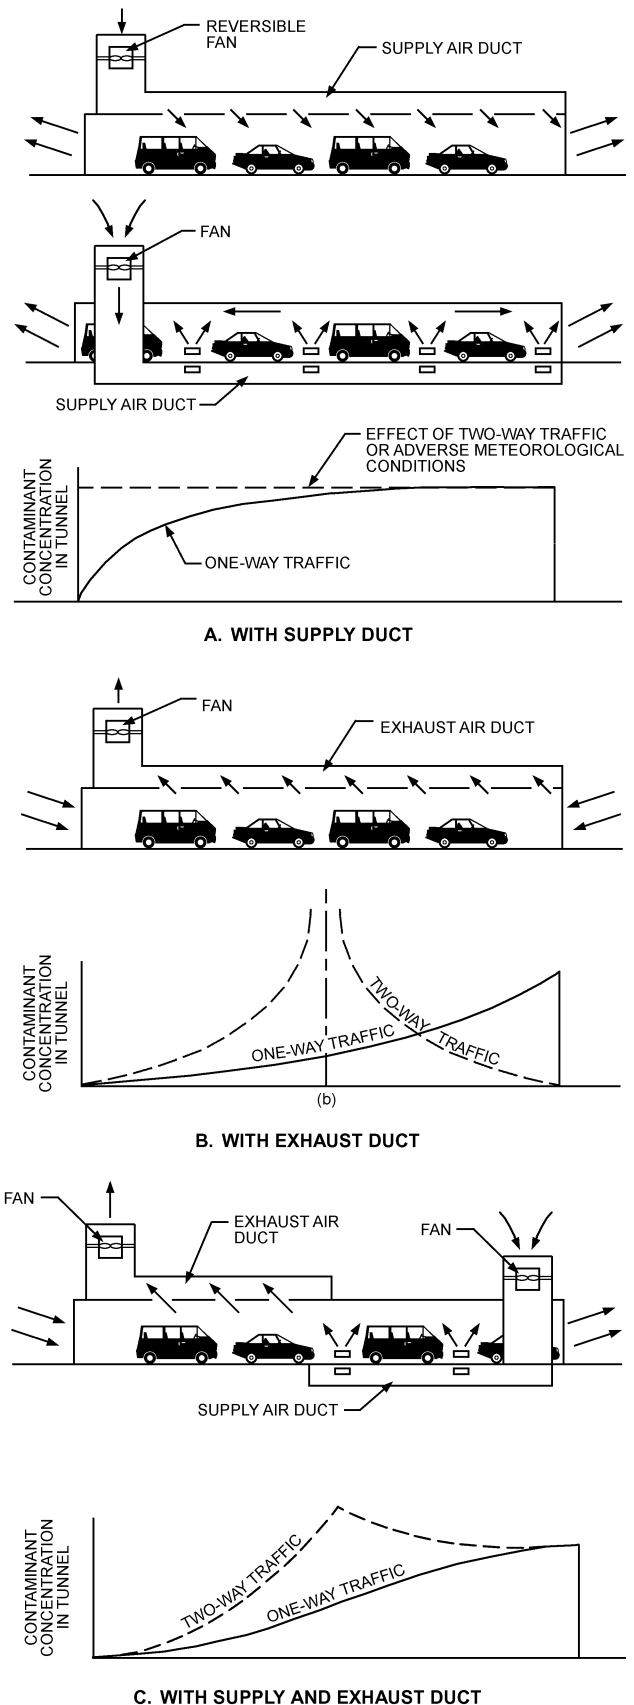 REVERSIBLE
FAN
SUPPLY AIR DUCT
FAN
SUPPLY AIR DUCT
EFFECT OF TWO-WAY TRAFFIC
OR ADVERSE METEOROLOGICAL
CONDITIONS
CONTAMINANT
CONCENTRATION
IN TUNNEL
ONE-WAY TRAFFIC
A. WITH SUPPLY DUCT
FAN
EXHAUST AIR DUCT
CONTAMINANT
CONCENTRATION
IN TUNNEL
TWO-WAY TRAFFIC
ONE-WAY TRAFFIC
(b)
B. WITH EXHAUST DUCT
FAN
EXHAUST AIR
DUCT
FAN
SUPPLY AIR DUCT
CONTAMINANT
CONCENTRATION
IN TUNNEL
TWO-WAY TRAFFIC
ONE-WAY TRAFFIC
C. WITH SUPPLY AND EXHAUST DUCT